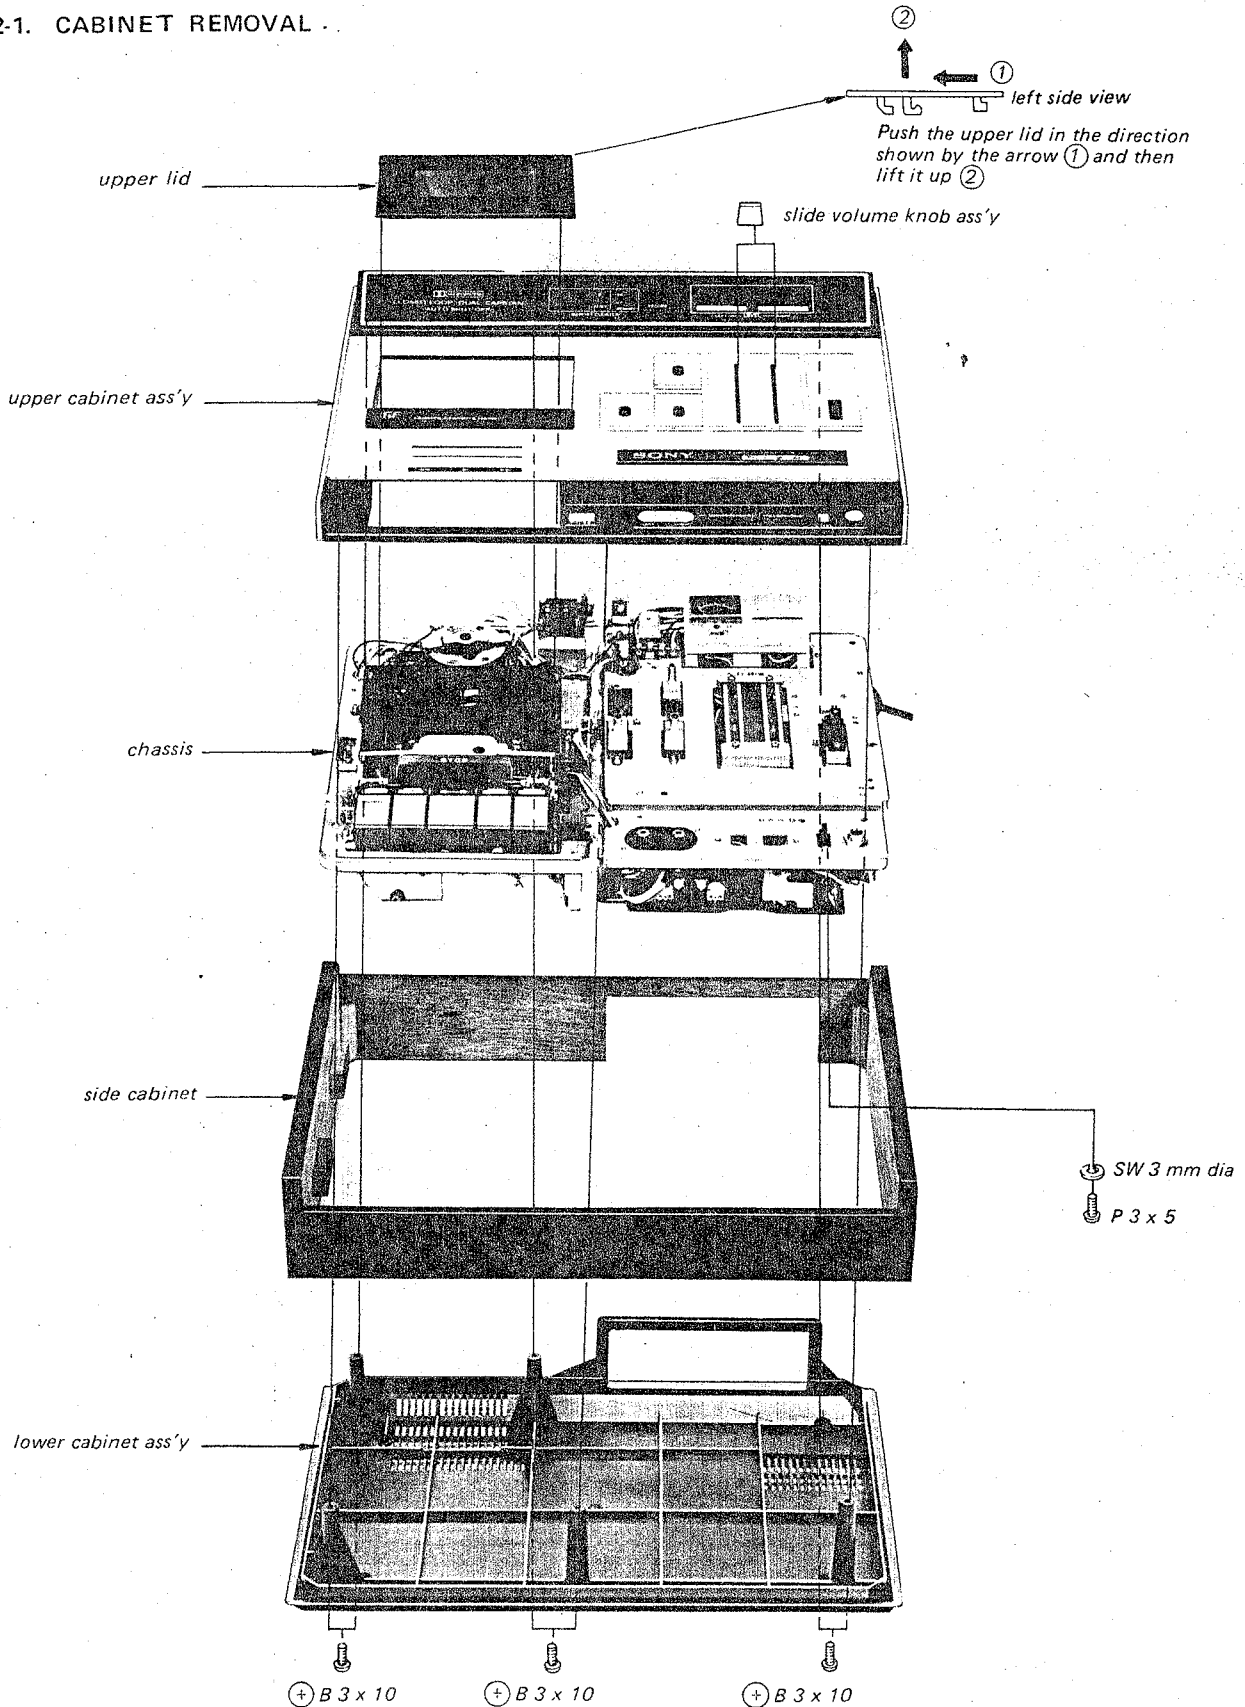 2-1. CABINET REMOVAL
②
①
left side view
Push the upper lid in the direction
shown by the arrow ① and then
lift it up ②
upper lid
slide volume knob ass'y
upper cabinet ass'y
SONY
chassis
side cabinet
SW 3 mm dia
P 3 x 5
lower cabinet ass'y
⊕ B 3 x 10
⊕ B 3 x 10
⊕ B 3 x 10